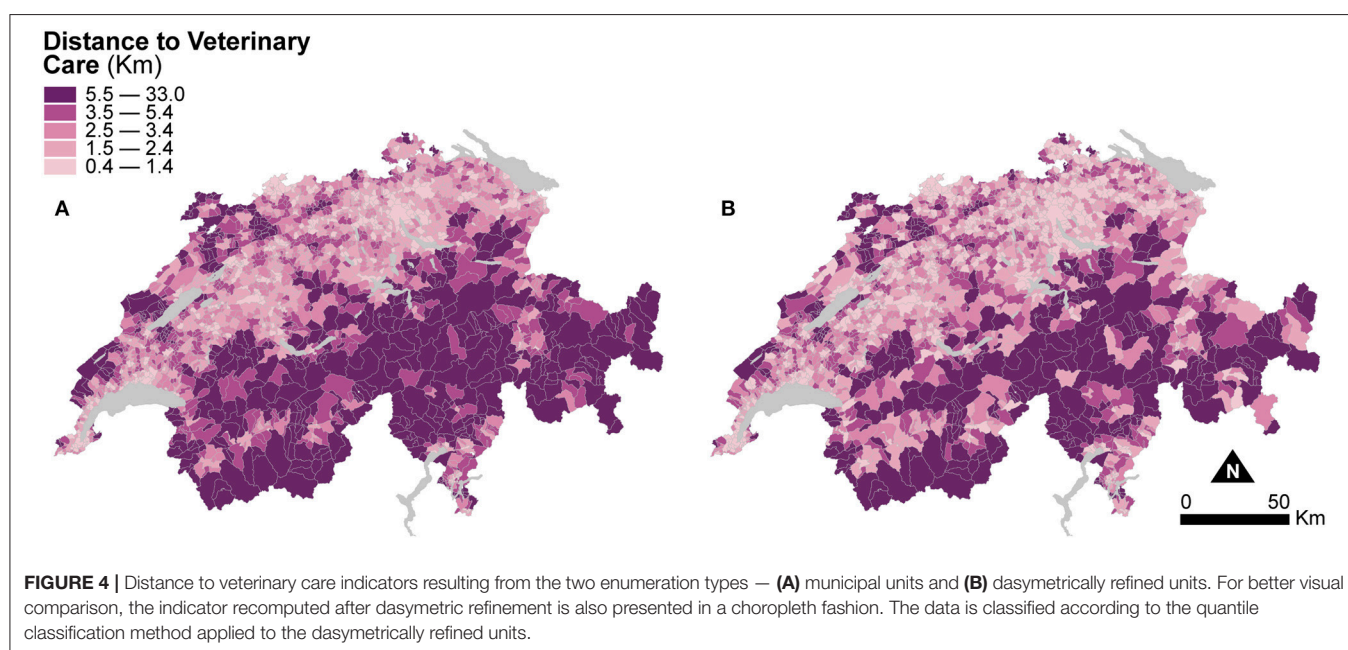 Distance to Veterinary
Care (Km)
5.5 — 33.0
3.5 — 5.4
2.5 — 3.4
1.5 — 2.4
0.4 — 1.4
A
B
N
0 50
Km
FIGURE 4 | Distance to veterinary care indicators resulting from the two enumeration types — (A) municipal units and (B) dasymetrically refined units. For better visual
comparison, the indicator recomputed after dasymetric refinement is also presented in a choropleth fashion. The data is classified according to the quantile
classification method applied to the dasymetrically refined units.